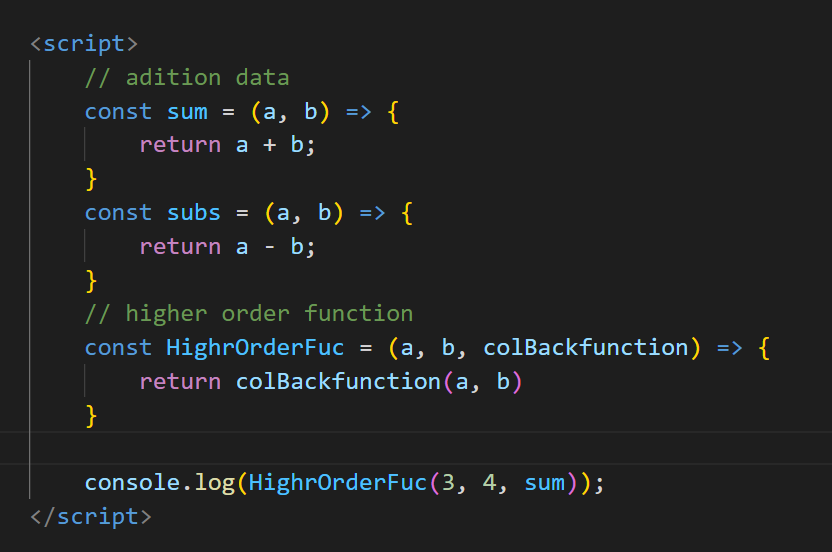 <script>
// adition data
const sum = (a, b) => {
return a + b;
}
const subs = (a, b) => {
return a - b;
}
// higher order function
const HighrOrderFuc = (a, b, colBackfunction) => {
return colBackfunction(a, b)
}
console.log(HighrOrderFuc(3, 4, sum));
</script>